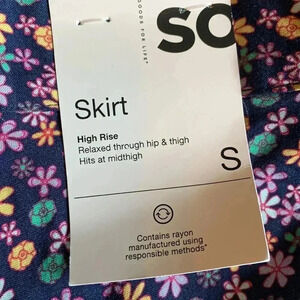 GOODS FOR LIFE™
SO
Skirt
High Rise
Relaxed through hip & thigh
Hits at midthigh
S
Contains rayon
manufactured using
responsible methods*